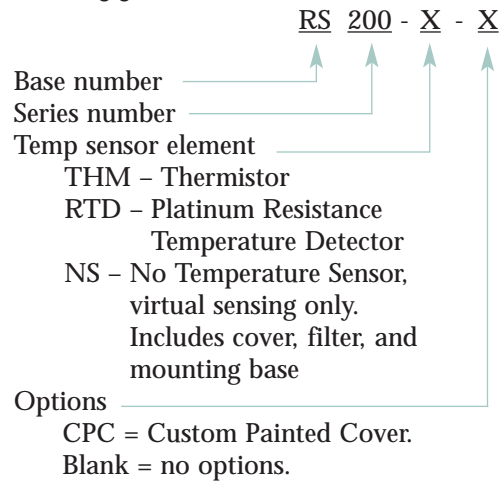 RS 200 - X - X
Base number
Series number
Temp sensor element
THM – Thermistor
RTD – Platinum Resistance
Temperature Detector
NS – No Temperature Sensor,
virtual sensing only.
Includes cover, filter, and
mounting base
Options
CPC = Custom Painted Cover.
Blank = no options.